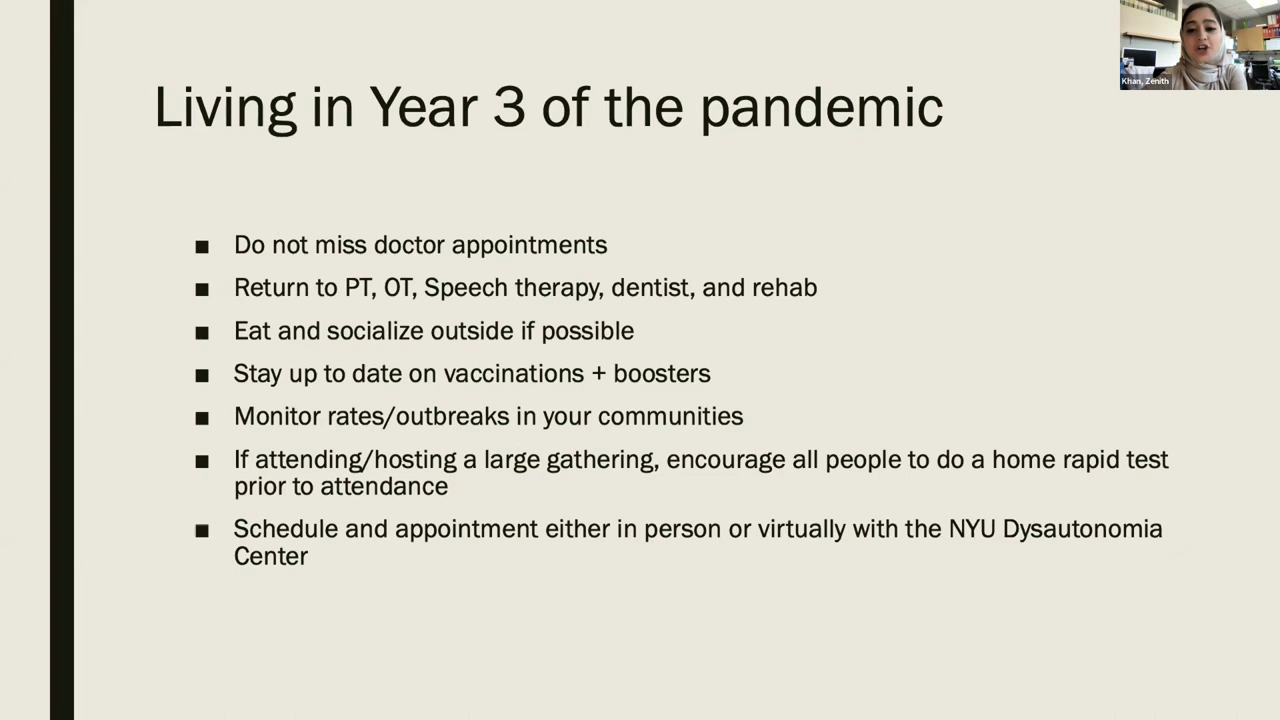 Khan, Zenith
Living in Year 3 of the pandemic
■ Do not miss doctor appointments
■ Return to PT, OT, Speech therapy, dentist, and rehab
■ Eat and socialize outside if possible
■ Stay up to date on vaccinations + boosters
■ Monitor rates/outbreaks in your communities
■ If attending/hosting a large gathering, encourage all people to do a home rapid test
prior to attendance
■ Schedule and appointment either in person or virtually with the NYU Dysautonomia
Center